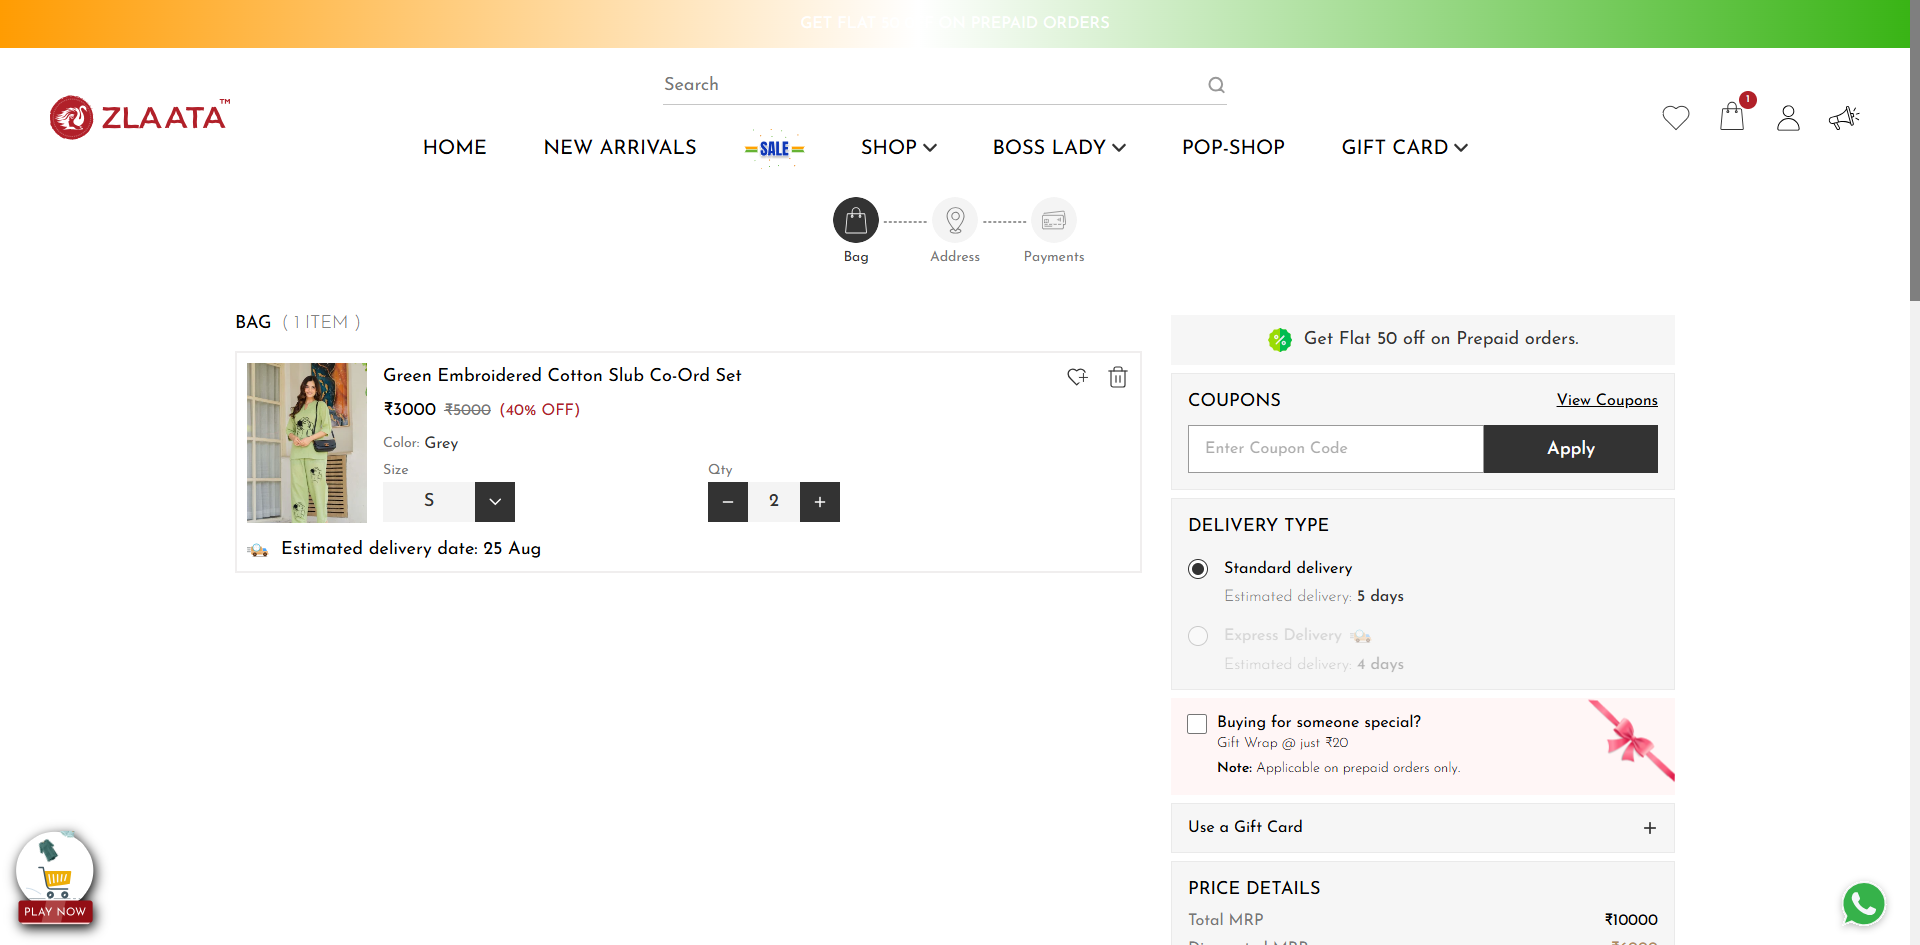 GET FLAT ON PREPAID ORDERS
Search
ZLAATA™
1
HOME
NEW ARRIVALS
SALE
SHOP
BOSS LADY
POP-SHOP
GIFT CARD
Bag
Address
Payments
BAG ( 1 ITEM )
Green Embroidered Cotton Slub Co-Ord Set
₹3000 ₹5000 (40% OFF)
Color: Grey
Size
Qty
S
2
Estimated delivery date: 25 Aug
Get Flat 50 off on Prepaid orders.
COUPONS
View Coupons
Enter Coupon Code
Apply
DELIVERY TYPE
Standard delivery
Estimated delivery: 5 days
Express Delivery
Estimated delivery: 4 days
Buying for someone special?
Gift Wrap @ just ₹20
Note: Applicable on prepaid orders only.
Use a Gift Card
PRICE DETAILS
Total MRP ₹10000
PLAY NOW